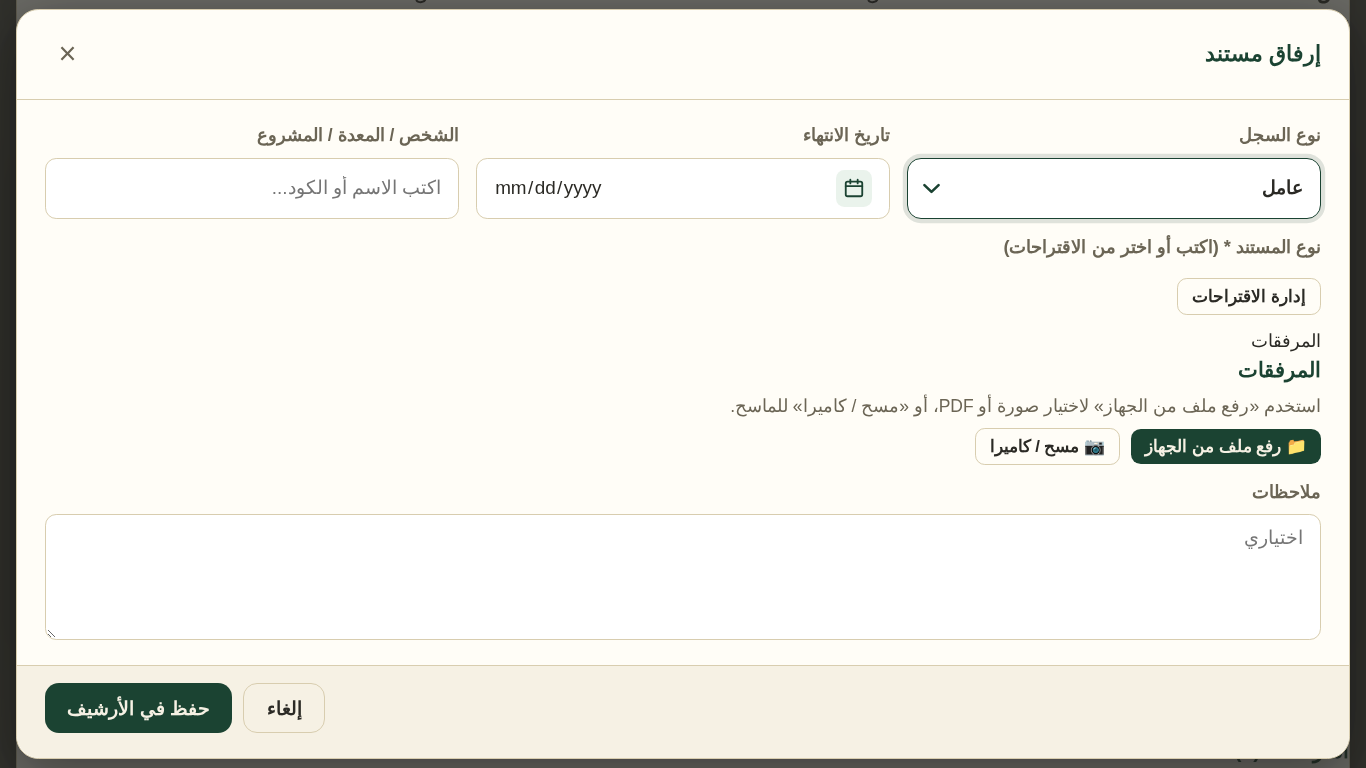 إرفاق مستند
×
نوع السجل
تاريخ الانتهاء
الشخص / المعدة / المشروع
عامل
mm/dd/yyyy
اكتب الاسم أو الكود...
نوع المستند * (اكتب أو اختر من الاقتراحات)
إدارة الاقتراحات
المرفقات
المرفقات
استخدم «رفع ملف من الجهاز» لاختيار صورة أو PDF، أو «مسح / كاميرا» للماسح.
📁 رفع ملف من الجهاز
📷 مسح / كاميرا
ملاحظات
اختياري
إلغاء
حفظ في الأرشيف